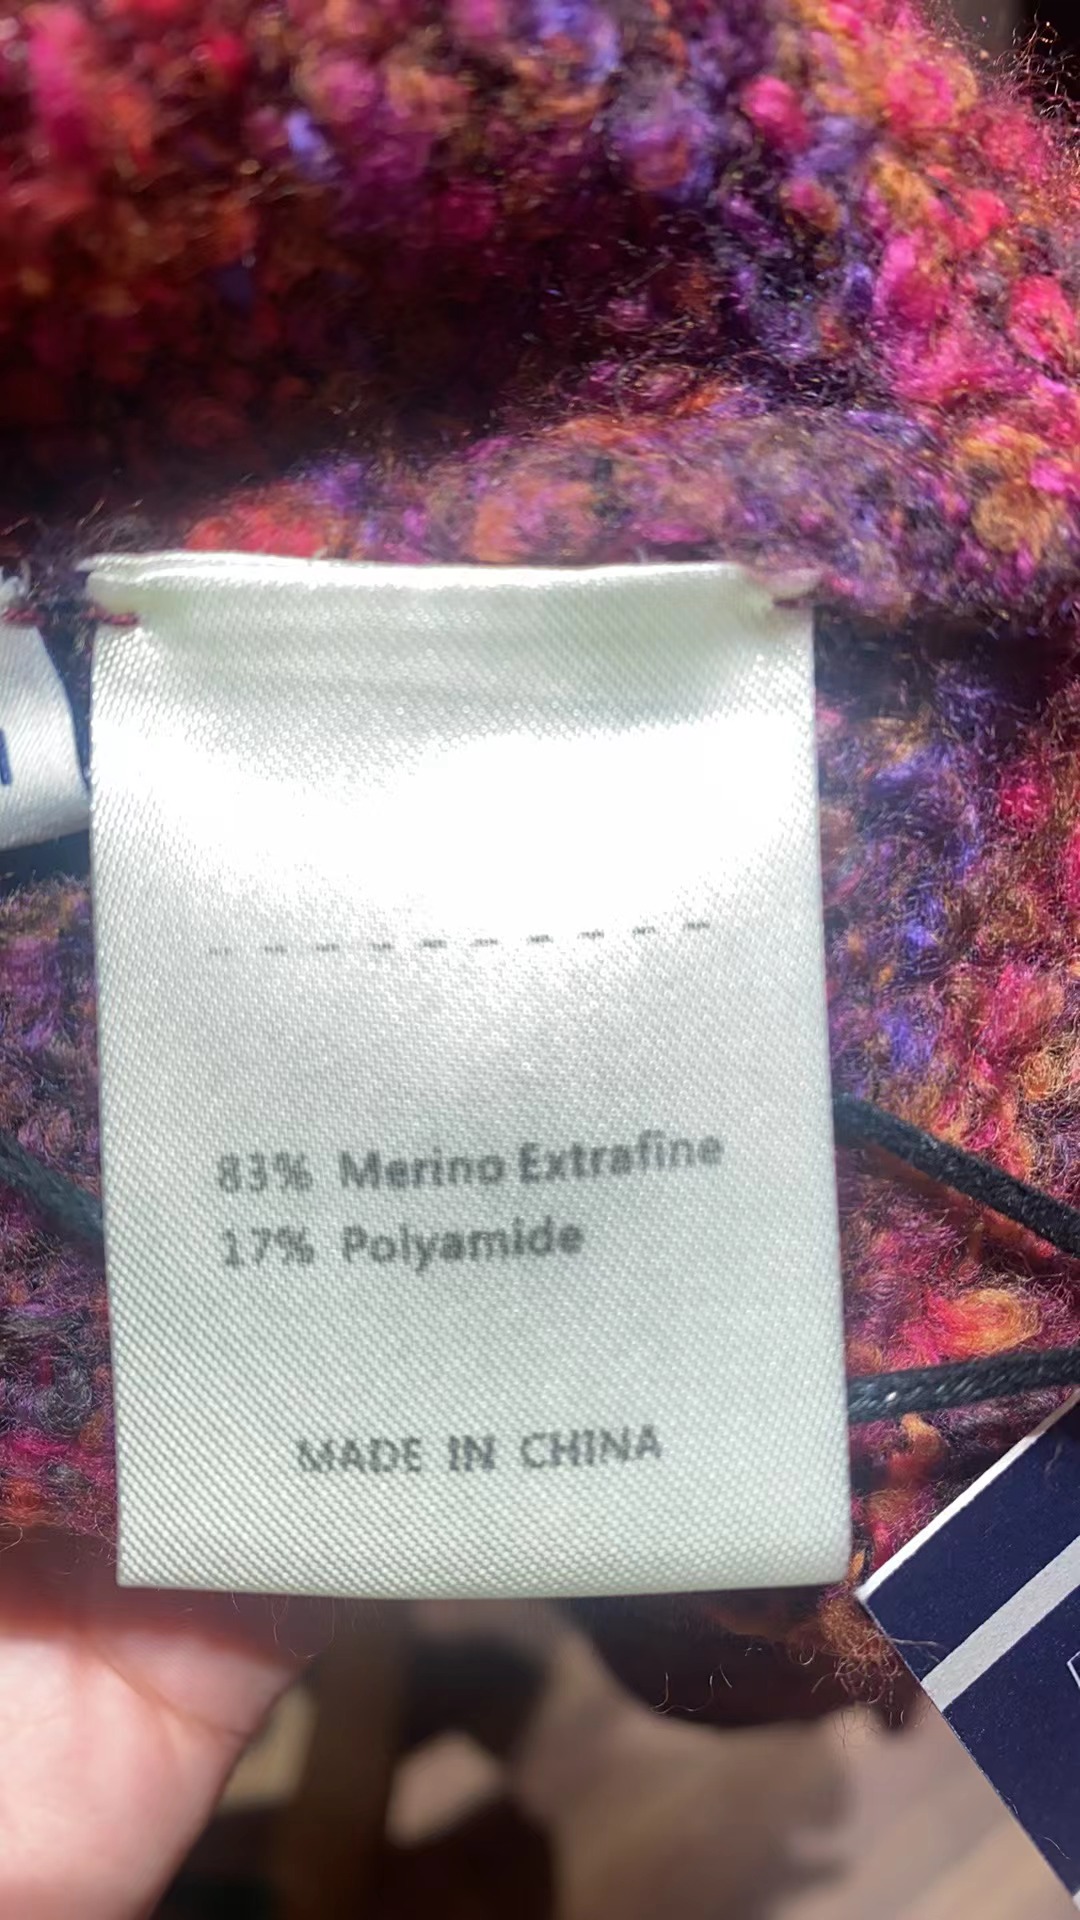 83% Merino Extrafine
17% Polyamide
MADE IN CHINA